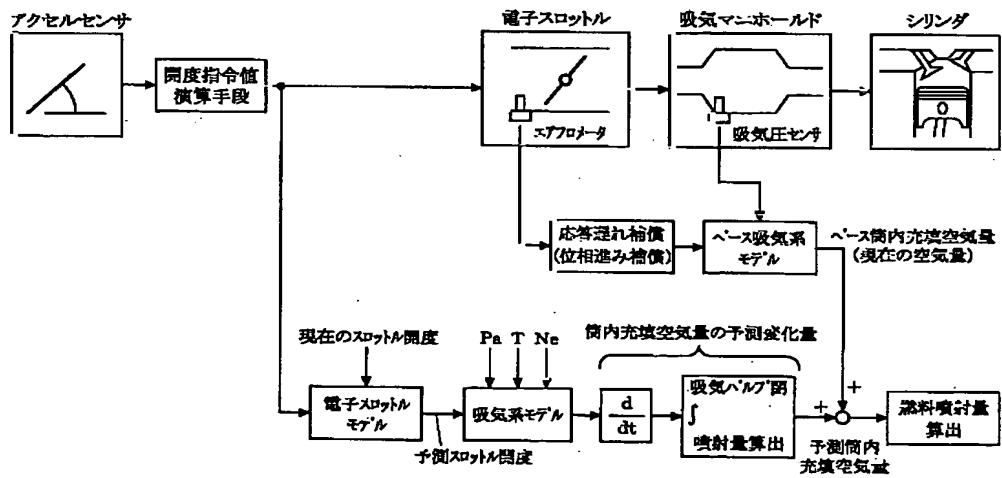 アクセルセンサ
電子スロットル
吸気マニホールド
シリンダ
開度指令値
演算手段
エアフロメータ
吸気圧センサ
応答遅れ補償
(位相進み補償)
ベース吸気系
モデル
ベース筒内充填空気量
(現在の空気量)
筒内充填空気量の予測変化量
現在のスロットル開度
Pa T Ne
電子スロットル
モデル
吸気系モデル
d
dt
吸気バルブ閉
∫
噴射量算出
+
+
燃料噴射量
算出
予測スロットル開度
予測筒内
充填空気量